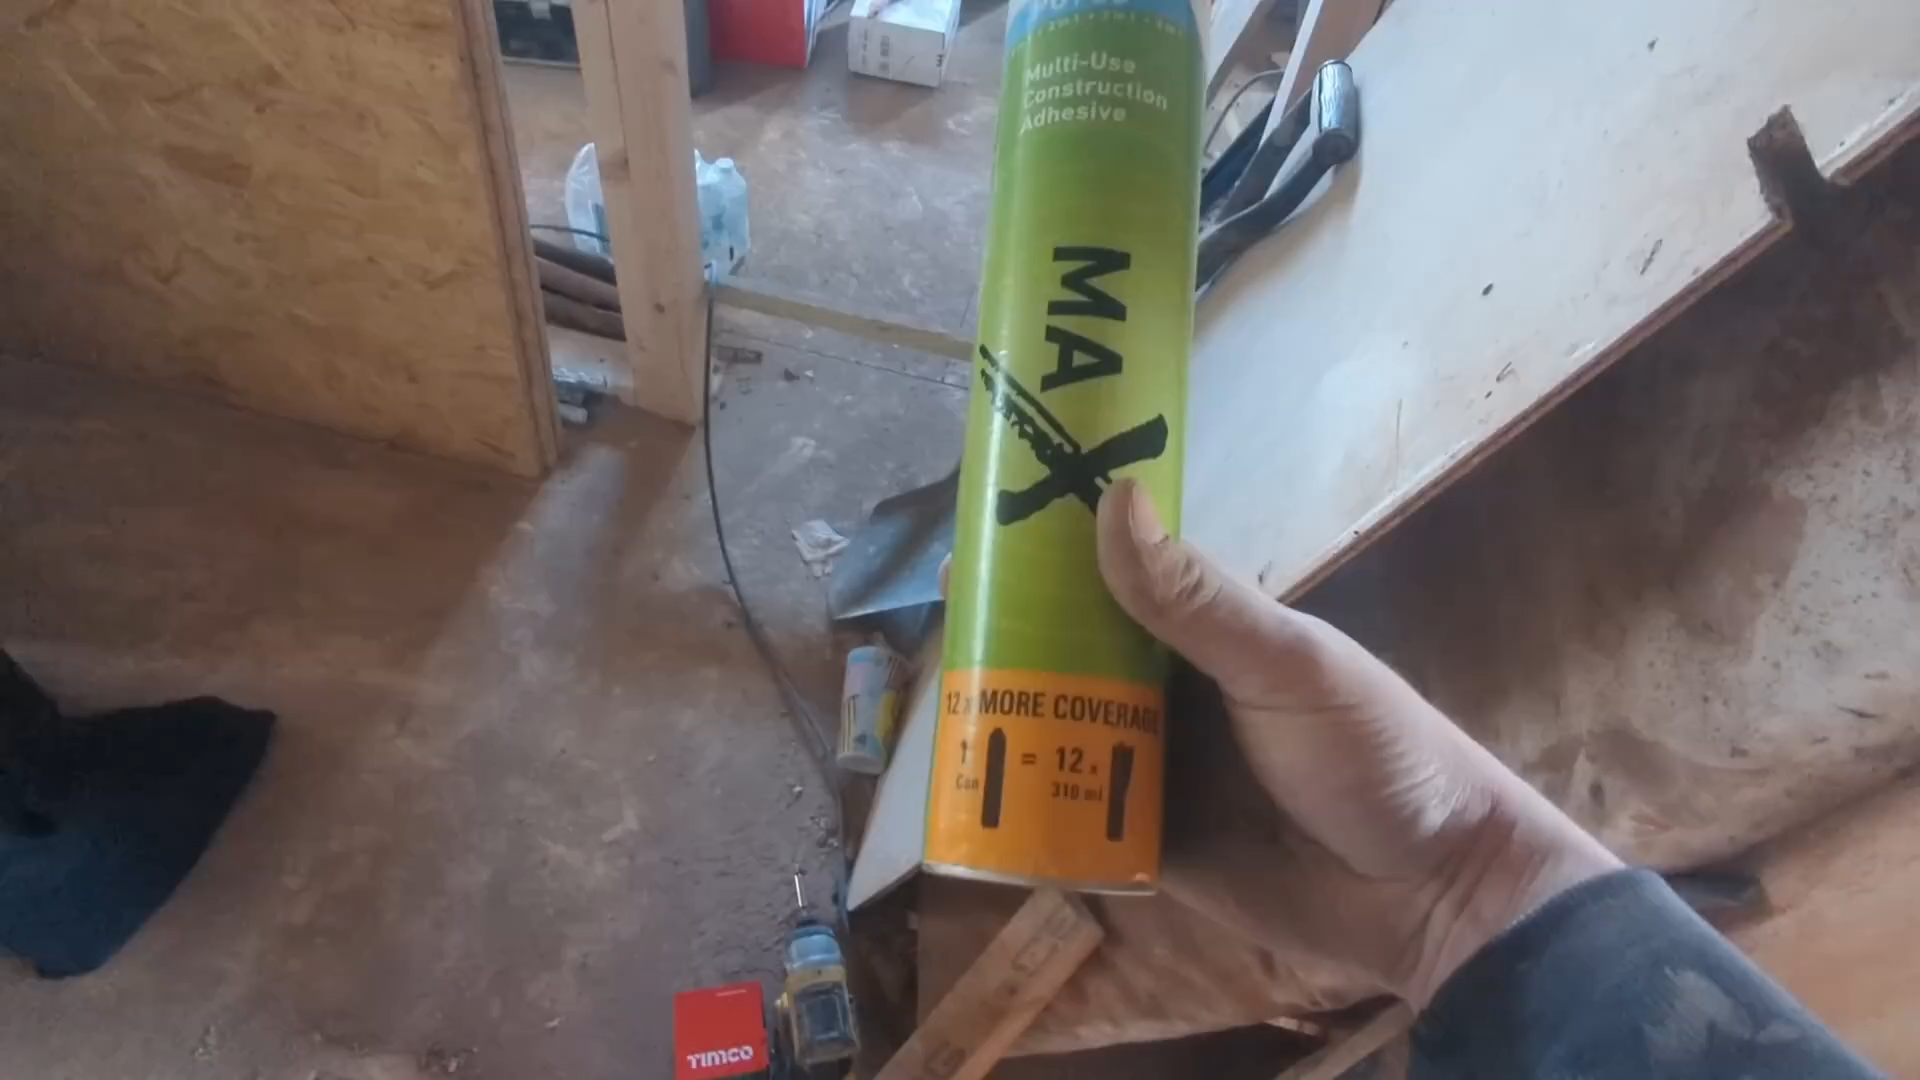 Multi-Use
Construction
Adhesive
MAX
12 x MORE COVERAGE
1 = 12 x
Can 310 ml
TIMCO